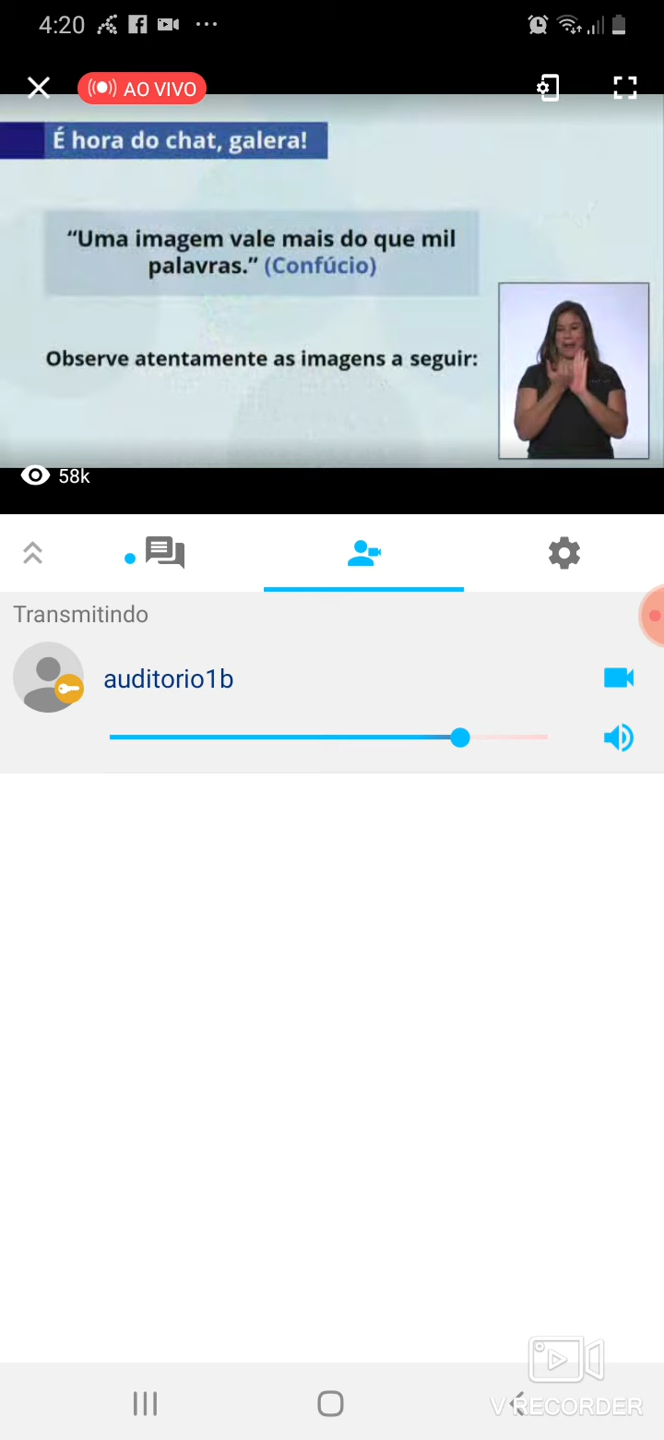 4:20
AO VIVO
É hora do chat, galera!
“Uma imagem vale mais do que mil
palavras.” (Confúcio)
Observe atentamente as imagens a seguir:
58k
Transmitindo
auditorio1b
V RECORDER